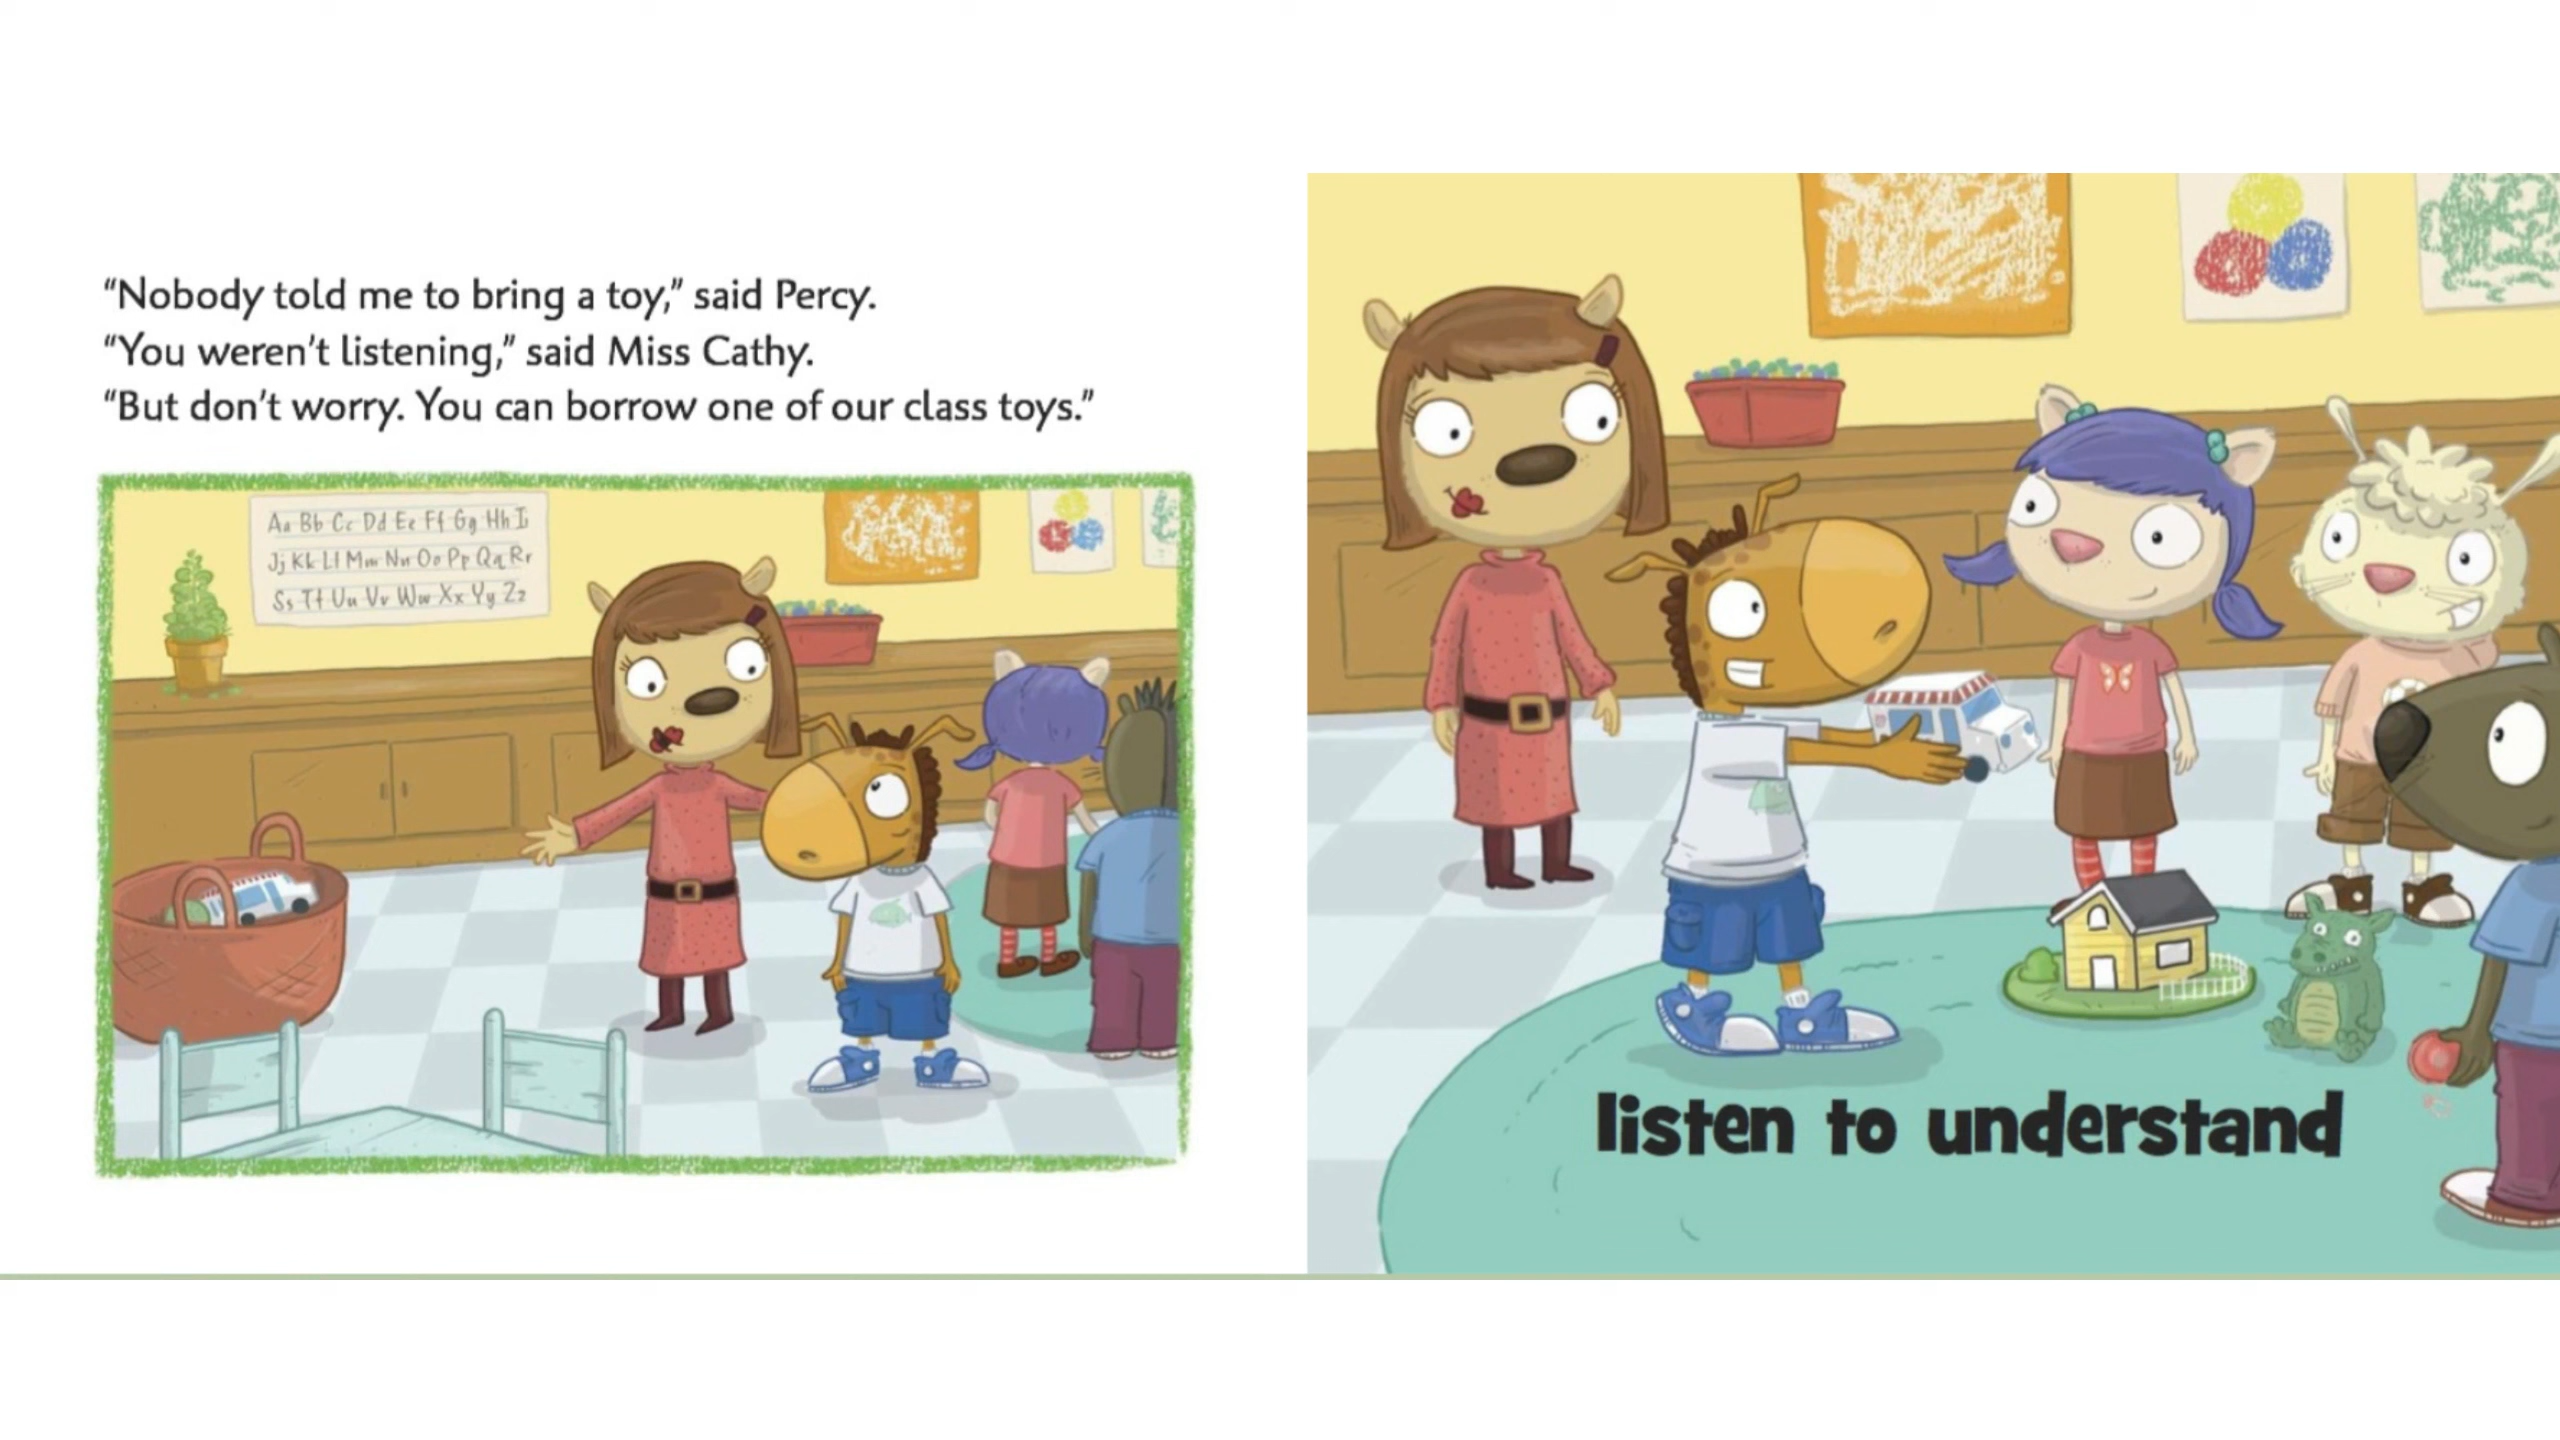 “Nobody told me to bring a toy,” said Percy.
“You weren’t listening,” said Miss Cathy.
“But don’t worry. You can borrow one of our class toys.”
Aa Bb Cc Dd Ee Ff Gg Hh Ii
Jj Kk Ll Mm Nn Oo Pp Qq Rr
Ss Tt Uu Vv Ww Xx Yy Zz
listen to understand